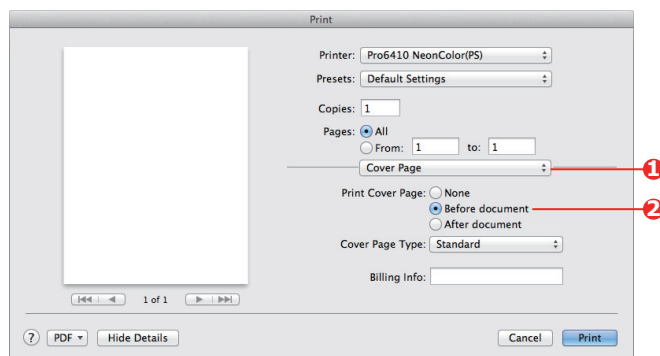 Print
Printer: Pro6410 NeonColor(PS)
Presets: Default Settings
Copies: 1
Pages: All
From: 1 to: 1
Cover Page 1
Print Cover Page: None
Before document 2
After document
Cover Page Type: Standard
Billing Info:
1 of 1
? PDF Hide Details Cancel Print